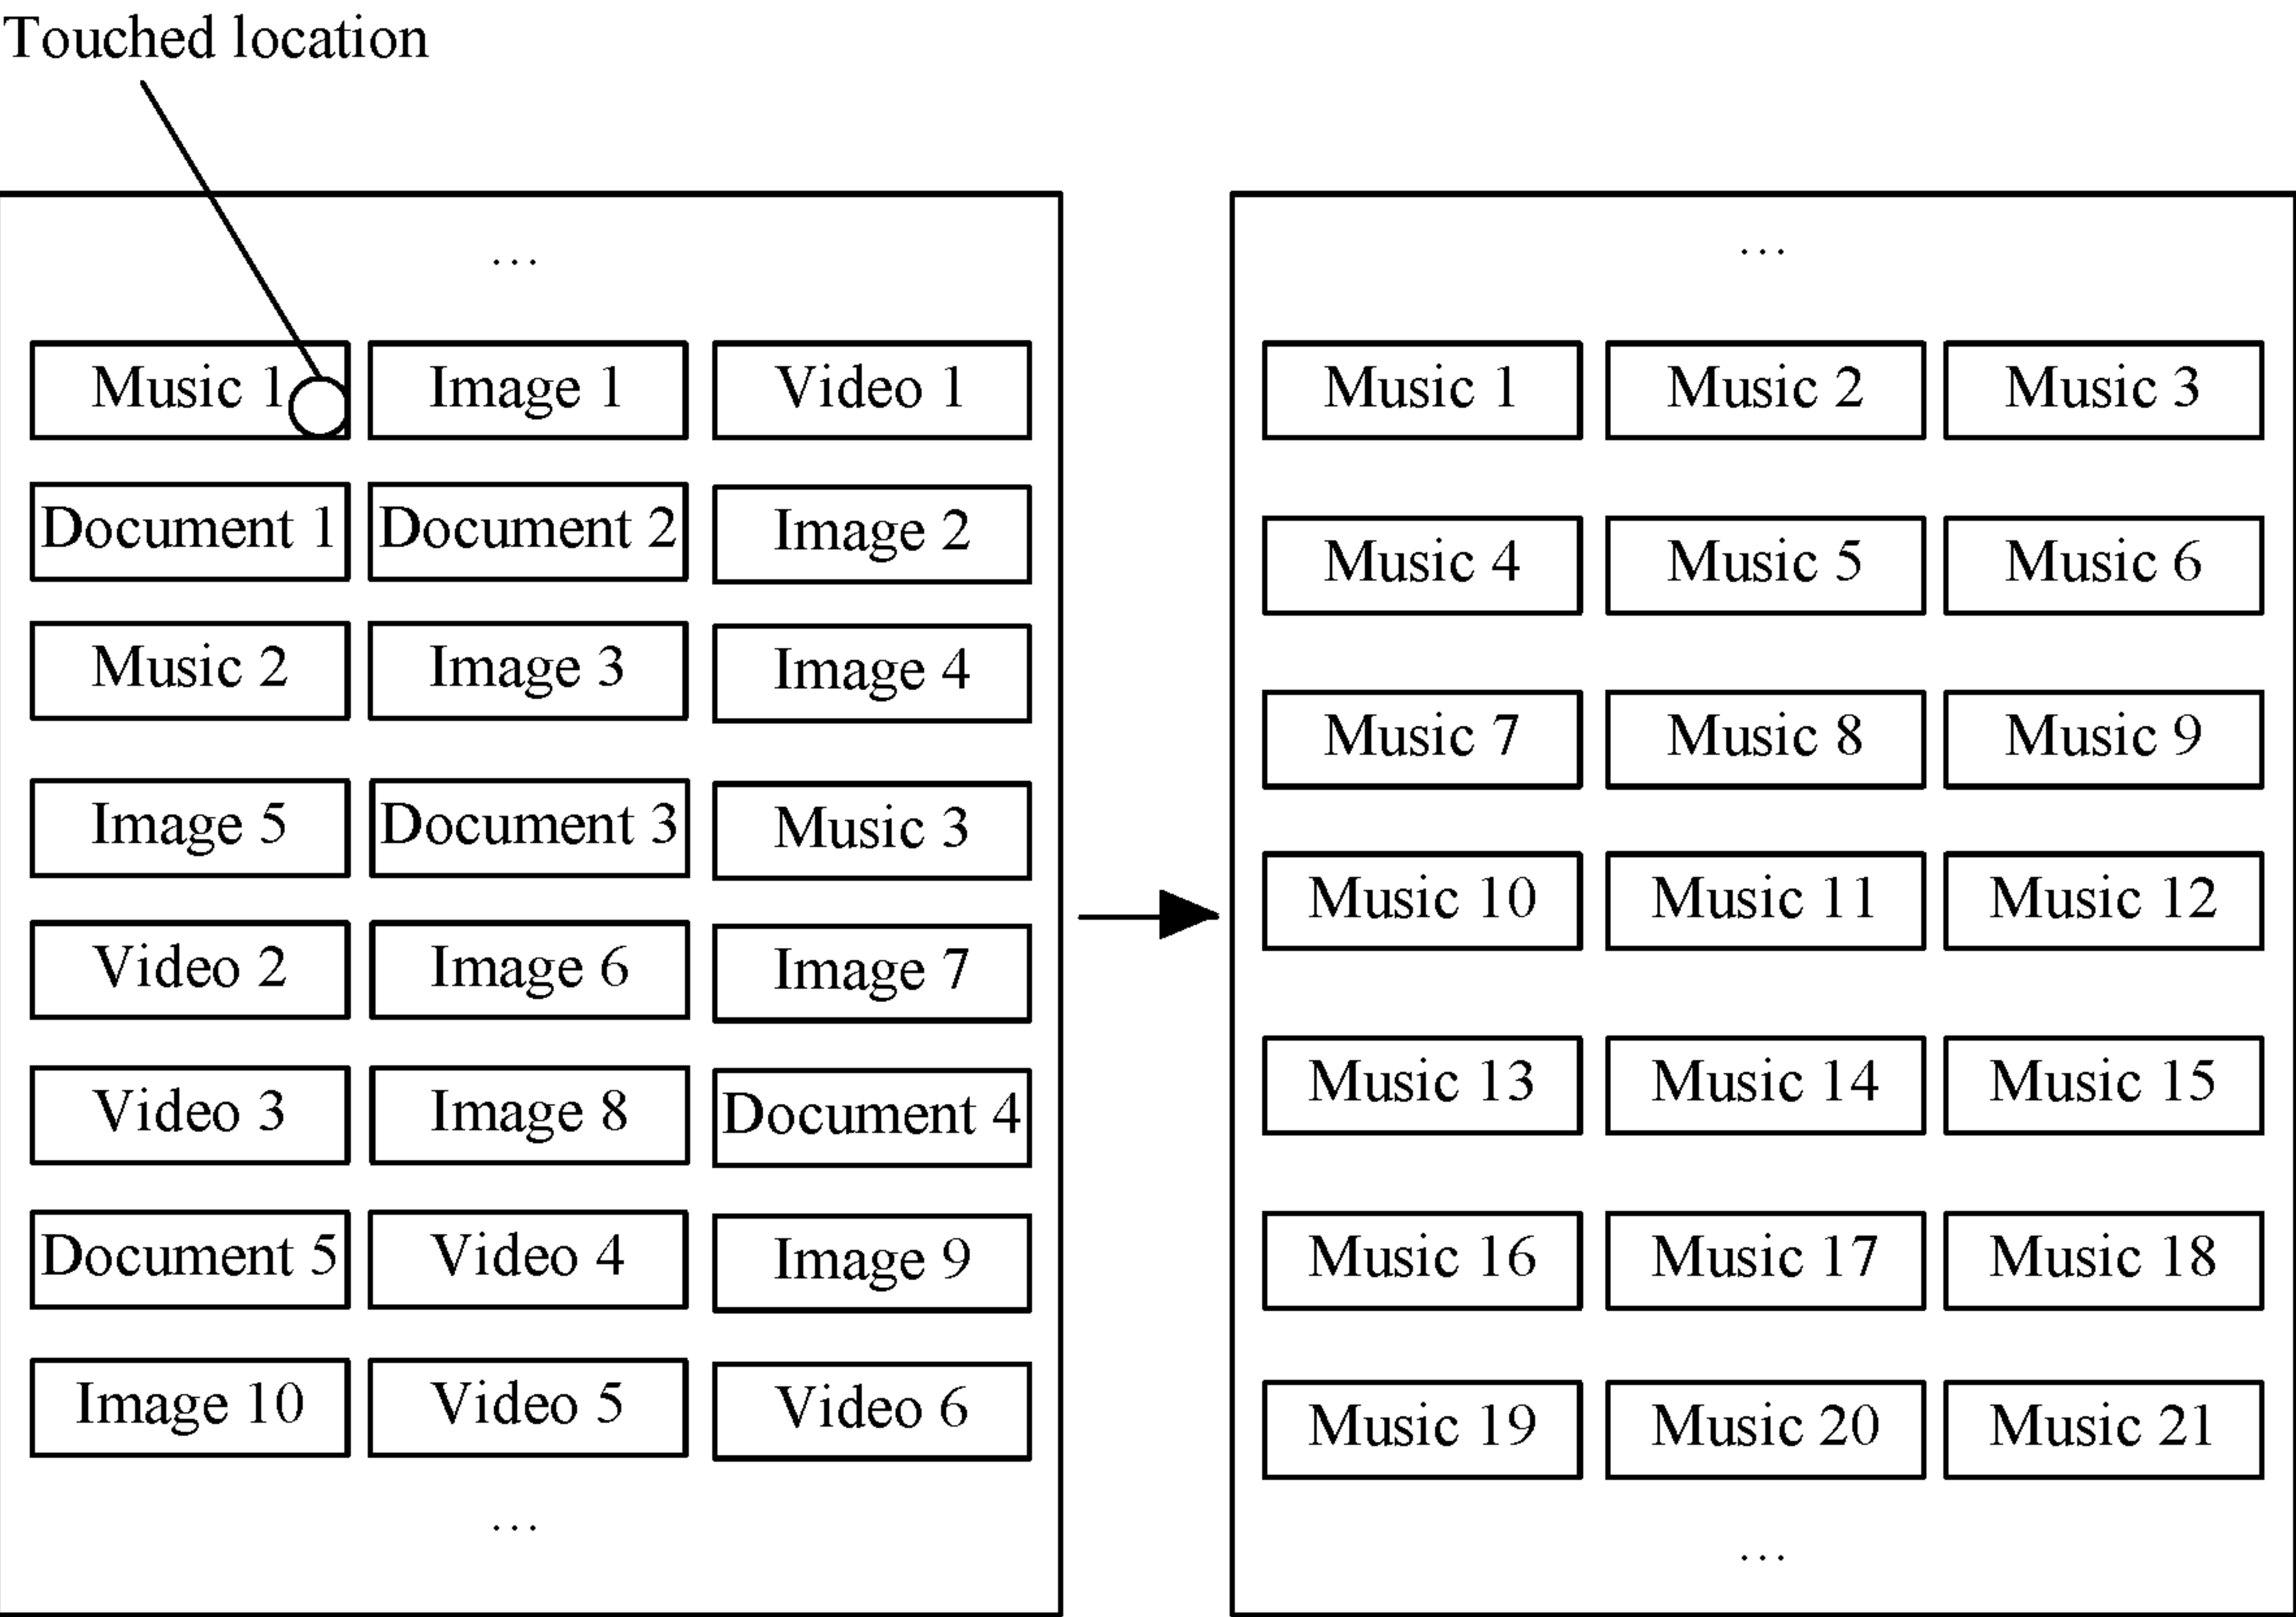 Touched location
...
Music 1 Image 1 Video 1
Document 1 Document 2 Image 2
Music 2 Image 3 Image 4
Image 5 Document 3 Music 3
Video 2 Image 6 Image 7
Video 3 Image 8 Document 4
Document 5 Video 4 Image 9
Image 10 Video 5 Video 6
...
...
Music 1 Music 2 Music 3
Music 4 Music 5 Music 6
Music 7 Music 8 Music 9
Music 10 Music 11 Music 12
Music 13 Music 14 Music 15
Music 16 Music 17 Music 18
Music 19 Music 20 Music 21
...